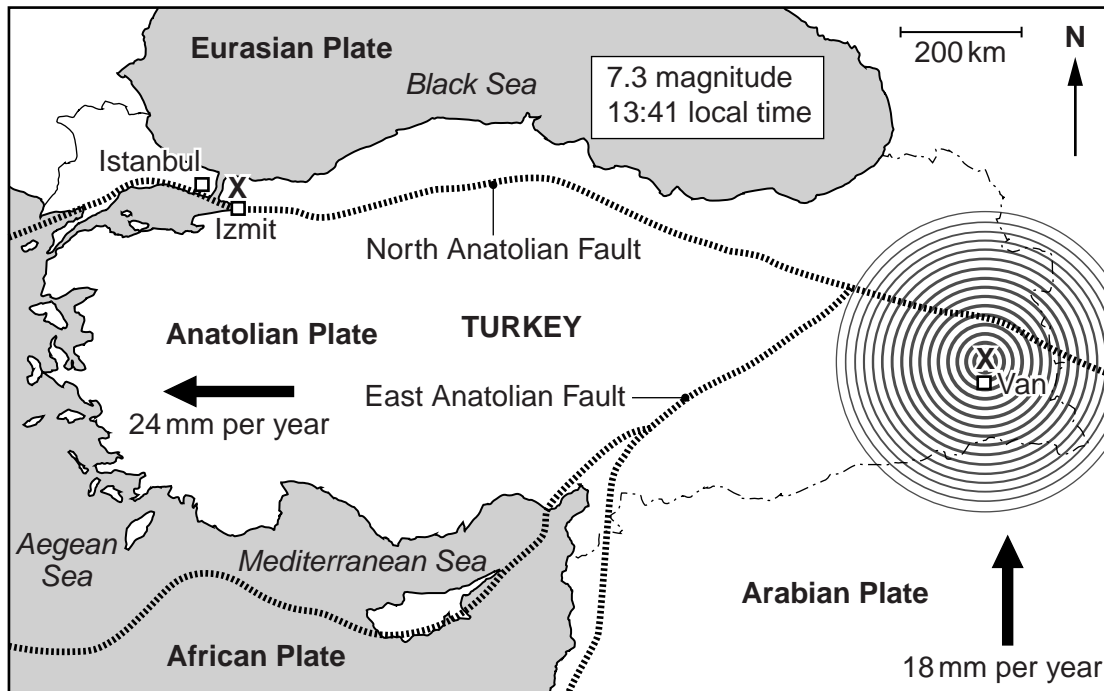 Eurasian Plate
Black Sea
7.3 magnitude
13:41 local time
200 km
N
Istanbul
X
Izmit
North Anatolian Fault
Anatolian Plate
TURKEY
24 mm per year
East Anatolian Fault
X
Van
Aegean
Sea
Mediterranean Sea
African Plate
Arabian Plate
18 mm per year